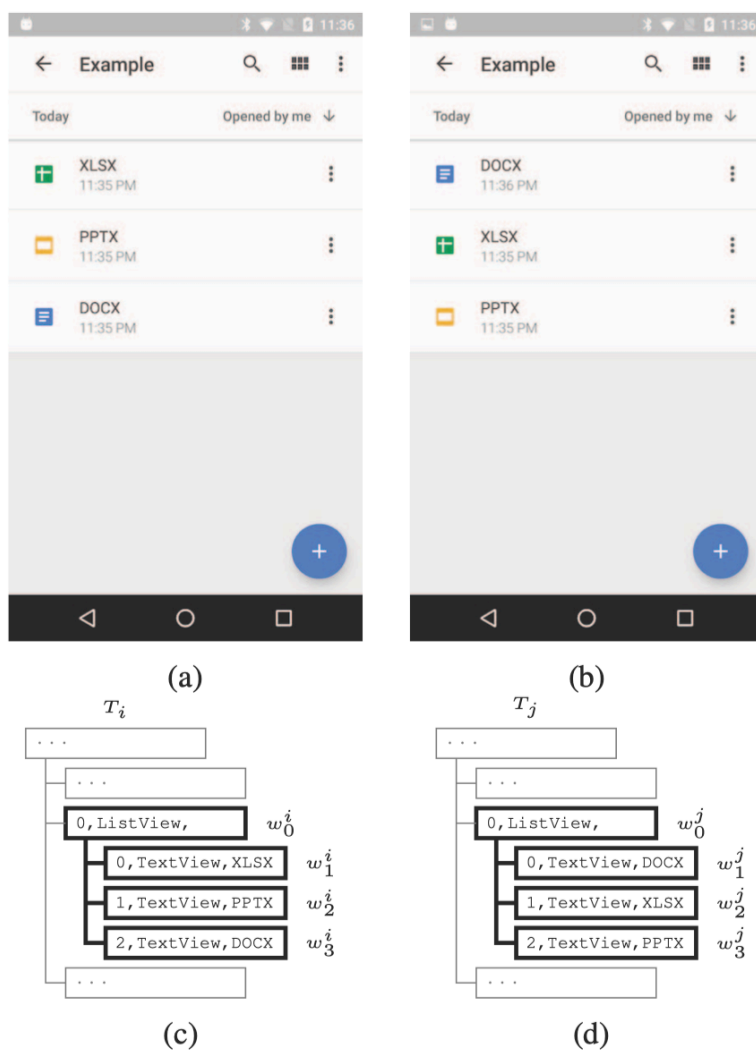 11:36 11:36
← Example ⋮ ← Example ⋮
Today Opened by me ↓ Today Opened by me ↓
XLSX DOCX
11:35 PM 11:36 PM
PPTX XLSX
11:35 PM 11:35 PM
DOCX PPTX
11:35 PM 11:35 PM
+ +
(a) (b)
T_i T_j
... ...
... ...
0,ListView, w_0^i 0,ListView, w_0^j
0,TextView,XLSX w_1^i 0,TextView,DOCX w_1^j
1,TextView,PPTX w_2^i 1,TextView,XLSX w_2^j
2,TextView,DOCX w_3^i 2,TextView,PPTX w_3^j
... ...
(c) (d)